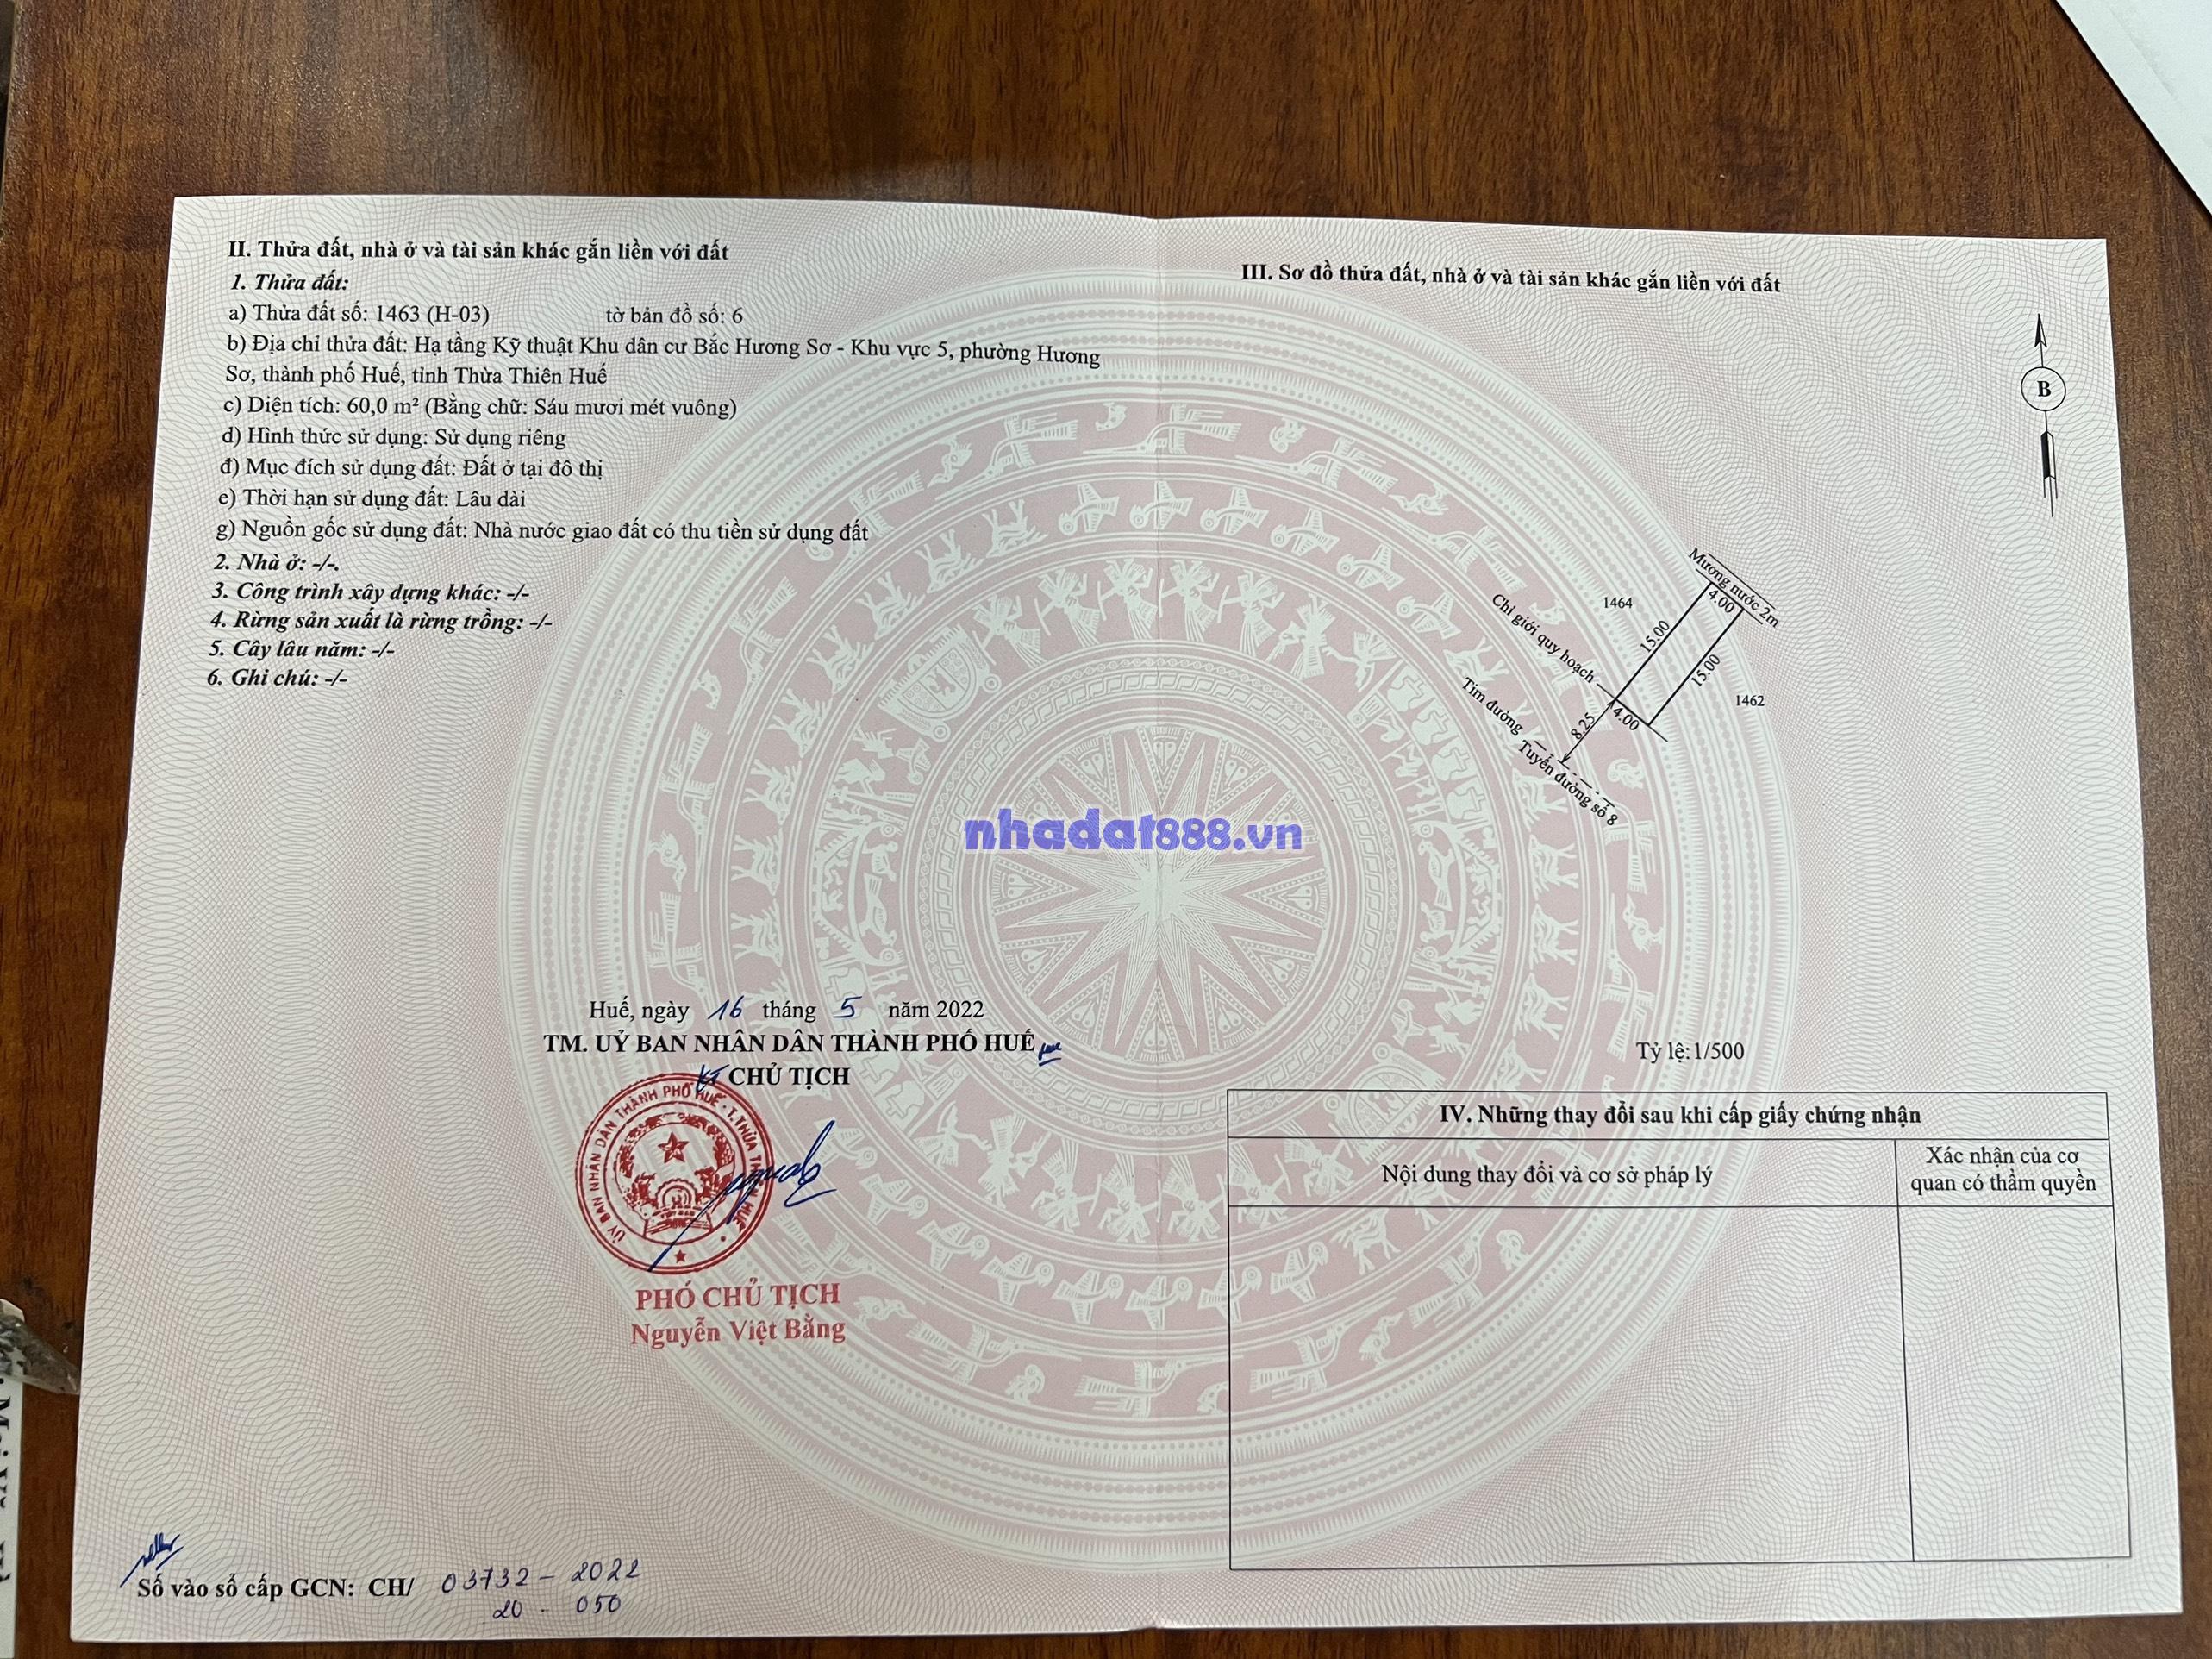 II. Thửa đất, nhà ở và tài sản khác gắn liền với đất
1. Thửa đất:
a) Thửa đất số: 1463 (H-03) tờ bản đồ số: 6
b) Địa chỉ thửa đất: Hạ tầng Kỹ thuật Khu dân cư Bắc Hương Sơ - Khu vực 5, phường Hương
Sơ, thành phố Huế, tỉnh Thừa Thiên Huế
c) Diện tích: 60,0 m² (Bằng chữ: Sáu mươi mét vuông)
d) Hình thức sử dụng: Sử dụng riêng
đ) Mục đích sử dụng đất: Đất ở tại đô thị
e) Thời hạn sử dụng đất: Lâu dài
g) Nguồn gốc sử dụng đất: Nhà nước giao đất có thu tiền sử dụng đất
2. Nhà ở: -/-.
3. Công trình xây dựng khác: -/-
4. Rừng sản xuất là rừng trồng: -/-
5. Cây lâu năm: -/-
6. Ghi chú: -/-
Huế, ngày 16 tháng 5 năm 2022
TM. UỶ BAN NHÂN DÂN THÀNH PHỐ HUẾ
KT CHỦ TỊCH
ỦY BAN NHÂN DÂN THÀNH PHỐ HUẾ - T.THỪA THIÊN HUẾ
PHÓ CHỦ TỊCH
Nguyễn Việt Bằng
Số vào sổ cấp GCN: CH/ 03732 - 2022
20 - 050
nhadat888.vn
III. Sơ đồ thửa đất, nhà ở và tài sản khác gắn liền với đất
B
Mương nước 2m
4.00
1464
Chỉ giới quy hoạch
15.00
15.00
1462
Tim đường
8.25
4.00
Tuyến đường số 8
Tỷ lệ:1/500
IV. Những thay đổi sau khi cấp giấy chứng nhận
Nội dung thay đổi và cơ sở pháp lý
Xác nhận của cơ
quan có thẩm quyền